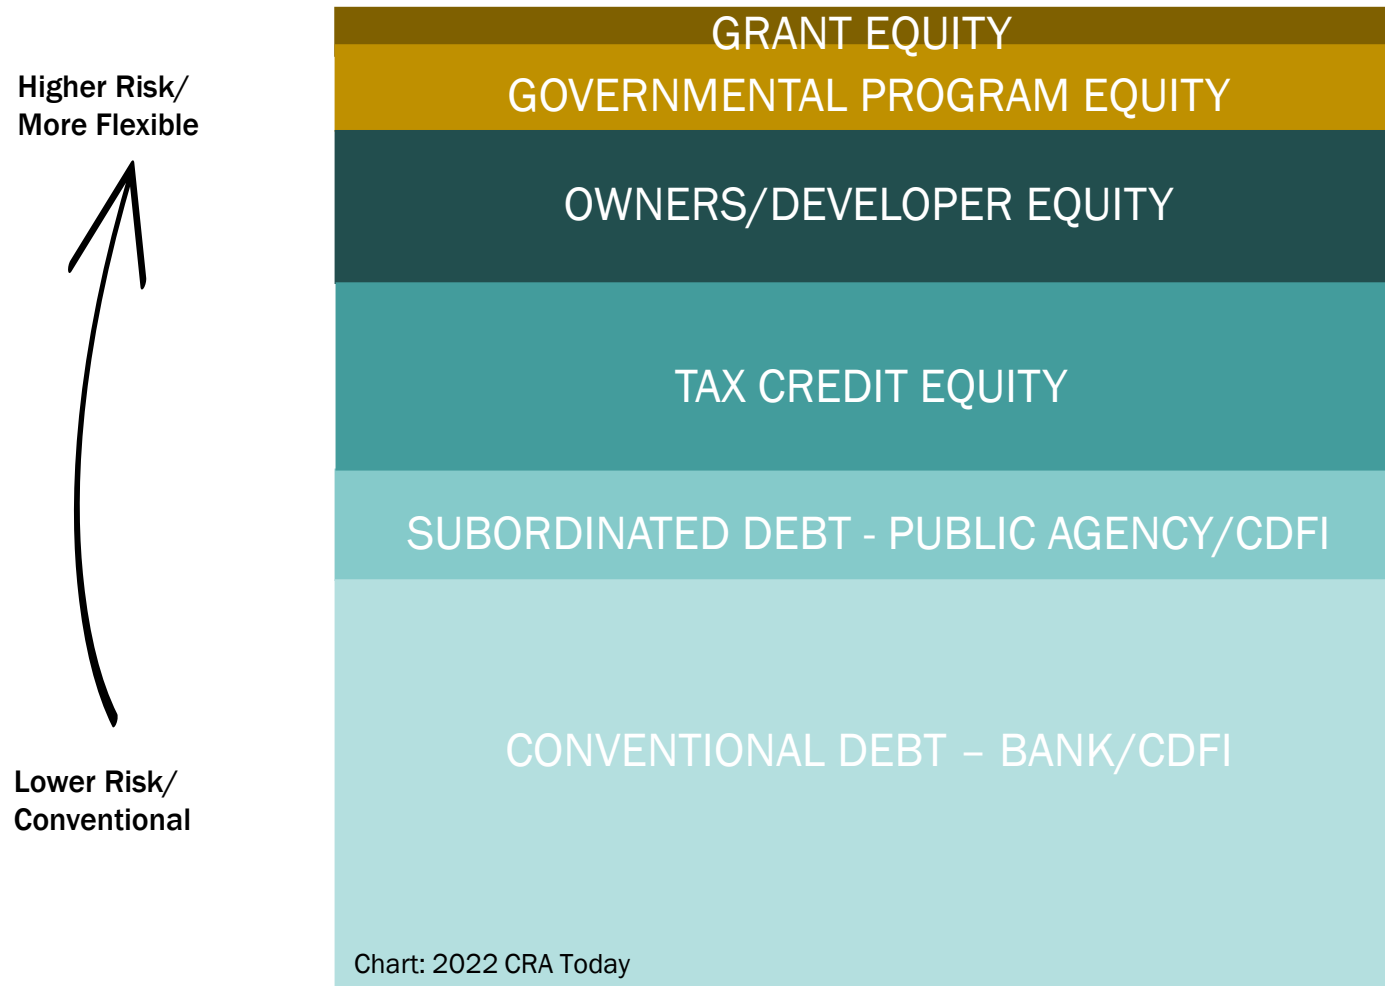 GRANT EQUITY
Higher Risk/
More Flexible
GOVERNMENTAL PROGRAM EQUITY
OWNERS/DEVELOPER EQUITY
TAX CREDIT EQUITY
SUBORDINATED DEBT - PUBLIC AGENCY/CDFI
CONVENTIONAL DEBT – BANK/CDFI
Lower Risk/
Conventional
Chart: 2022 CRA Today